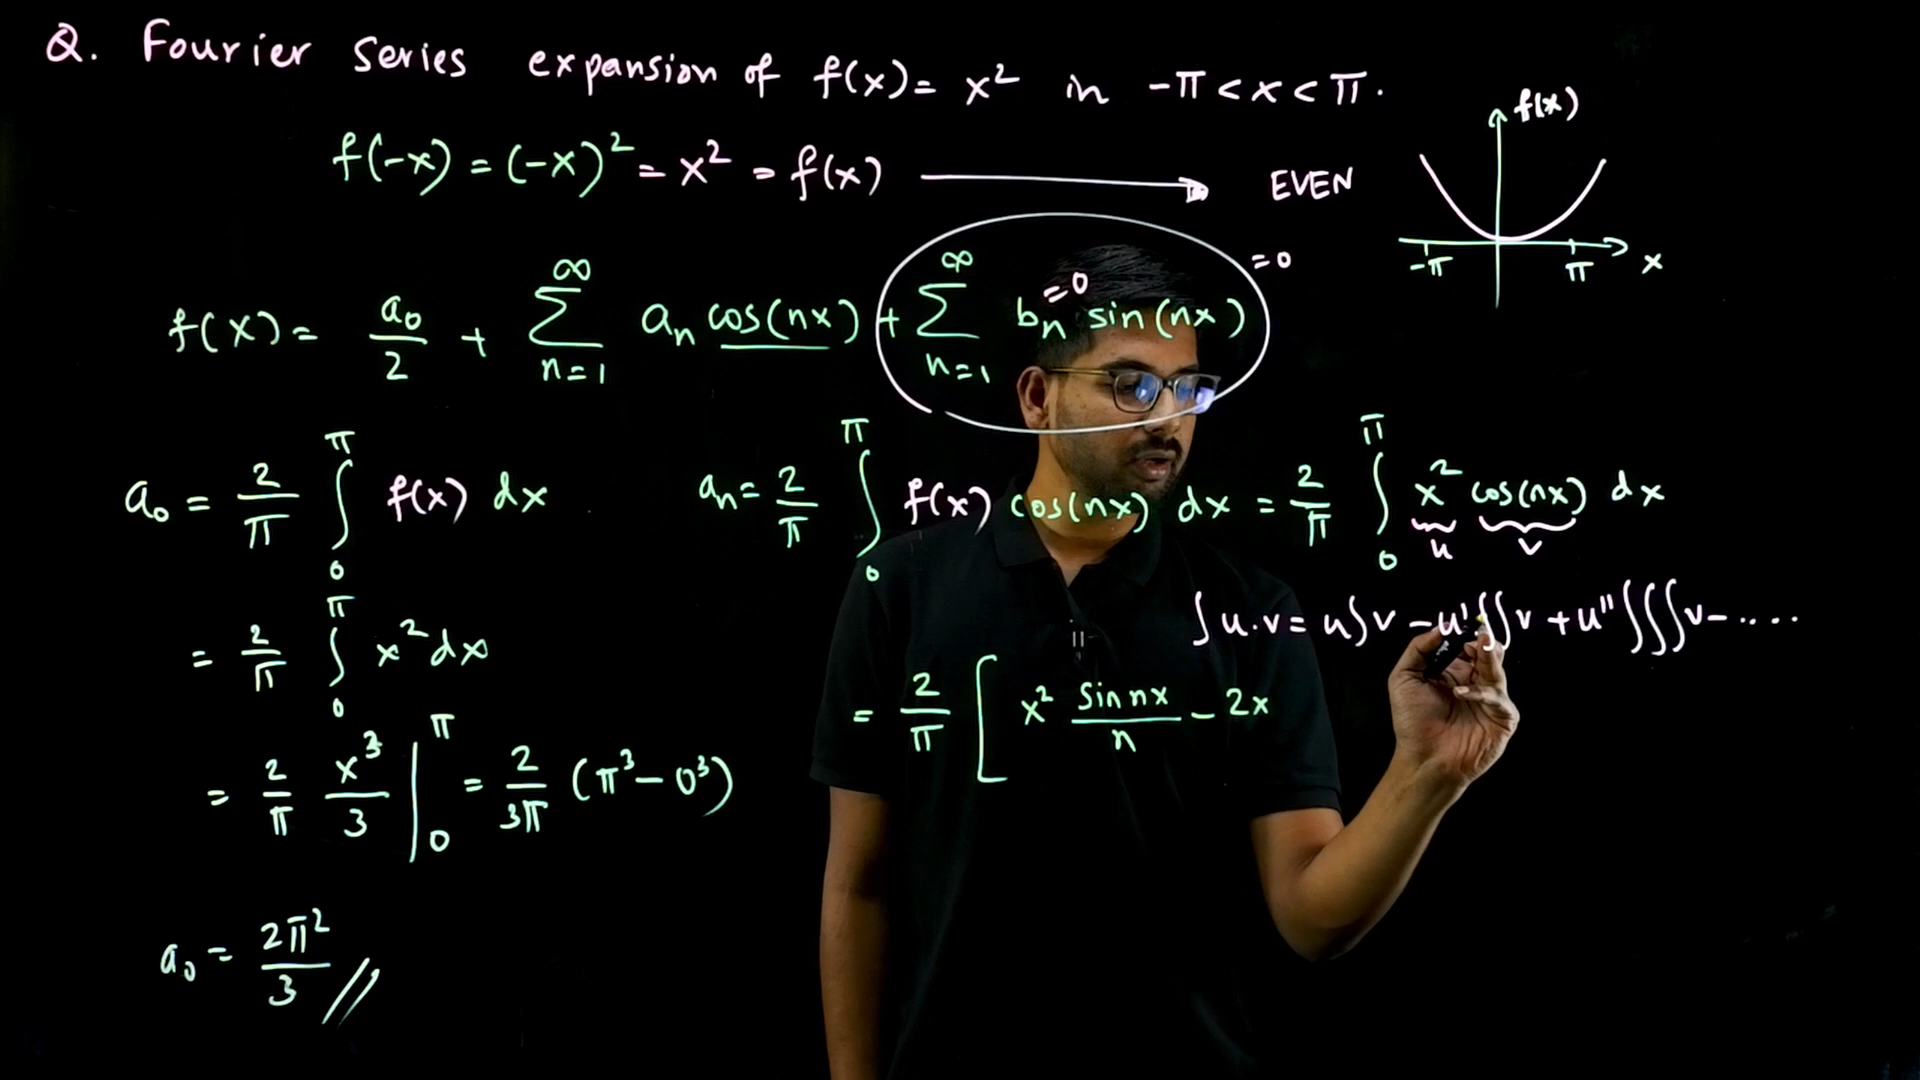 Q. Fourier series expansion of f(x) = x² in -π < x < π.
f(-x) = (-x)² = x² = f(x) → EVEN
f(x)
-π π x
f(x) = a₀/2 + ∑_{n=1}^{∞} aₙ cos(nx) + ∑_{n=1}^{∞} bₙ sin(nx)
=0
=0
a₀ = 2/π ∫₀^π f(x) dx
= 2/π ∫₀^π x² dx
= 2/π x³/3 |₀^π = 2/3π (π³ - 0³)
a₀ = 2π²/3 //
aₙ = 2/π ∫₀^π f(x) cos(nx) dx = 2/π ∫₀^π x² cos(nx) dx
u v
∫u.v = u∫v - u'∫∫v + u''∫∫∫v - ....
= 2/π [ x² sin nx/n - 2x